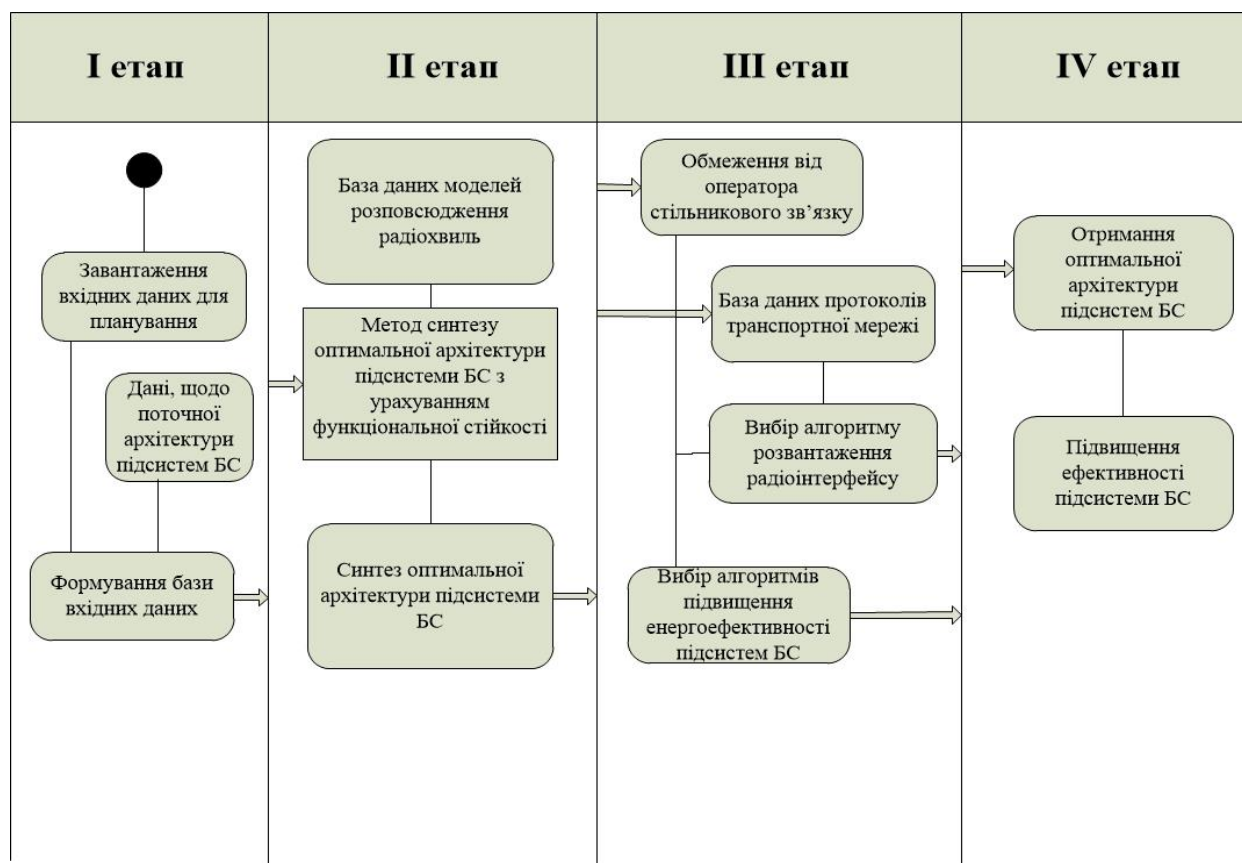 I етап
II етап
III етап
IV етап
Завантаження
вхідних даних для
планування
Дані, щодо
поточної
архітектури
підсистем БС
Формування бази
вхідних даних
База даних моделей
розповсюдження
радіохвиль
Метод синтезу
оптимальної архітектури
підсистеми БС з
урахуванням
функціональної стійкості
Синтез оптимальної
архітектури підсистеми
БС
Обмеження від
оператора
стільникового зв’язку
База даних протоколів
транспортної мережі
Вибір алгоритму
розвантаження
радіоінтерфейсу
Вибір алгоритмів
підвищення
енергоефективності
підсистем БС
Отримання
оптимальної
архітектури
підсистем БС
Підвищення
ефективності
підсистеми БС